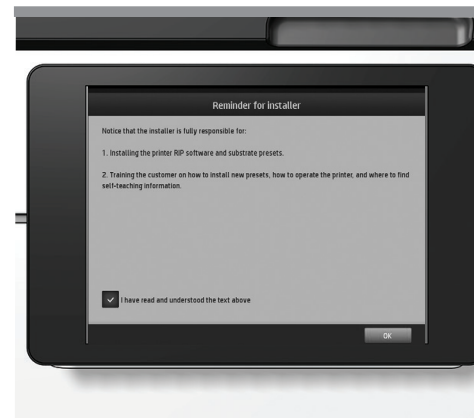 Reminder for installer
Notice that the installer is fully responsible for:
1. Installing the printer RIP software and substrate presets.
2. Training the customer on how to install new presets, how to operate the printer, and where to find
self-teaching information.
I have read and understood the text above
OK